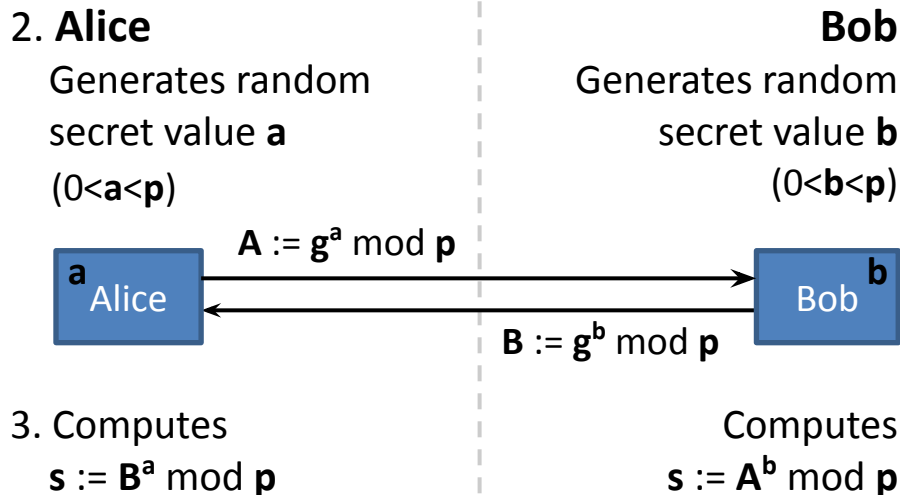 2. Alice
Generates random
secret value a
(0<a<p)
Bob
Generates random
secret value b
(0<b<p)
A := gᵃ mod p
a
Alice
b
Bob
B := gᵇ mod p
3. Computes
s := Bᵃ mod p
Computes
s := Aᵇ mod p